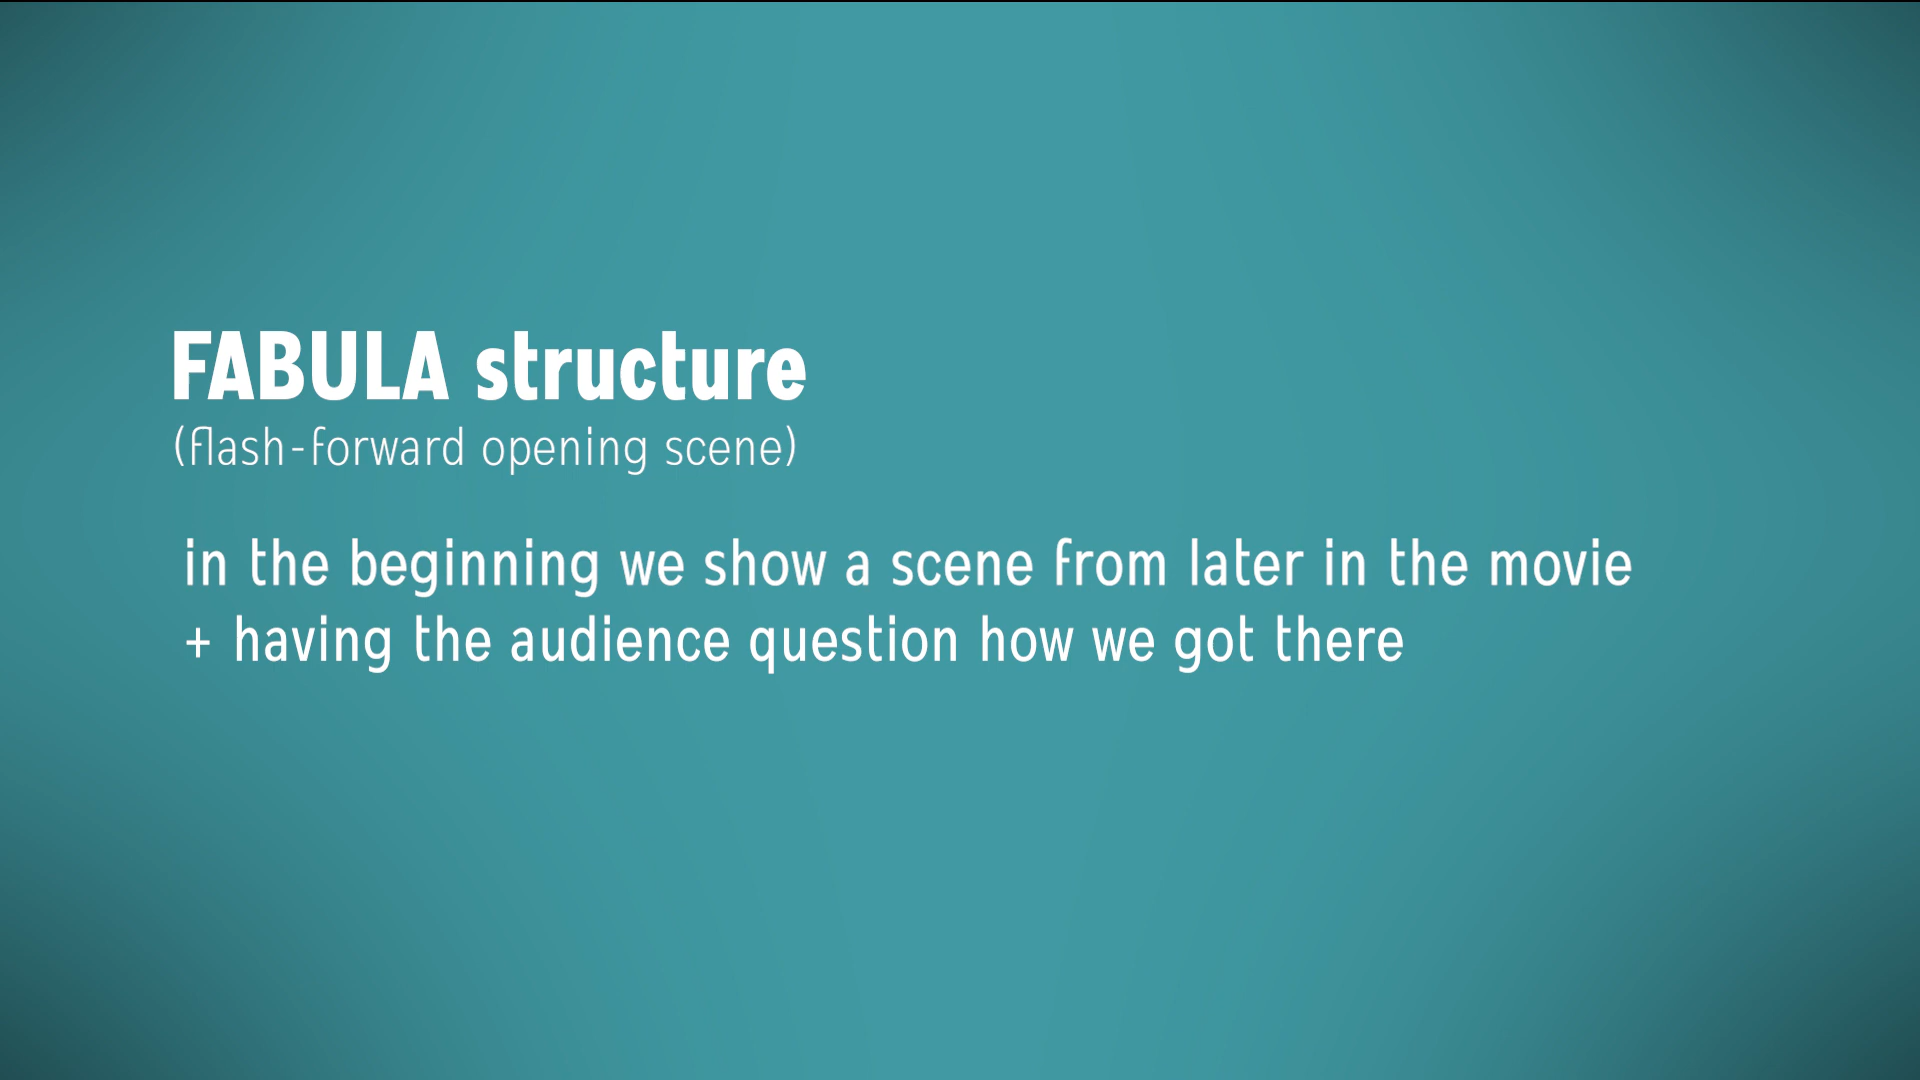 FABULA structure
(flash-forward opening scene)
in the beginning we show a scene from later in the movie
+ having the audience question how we got there